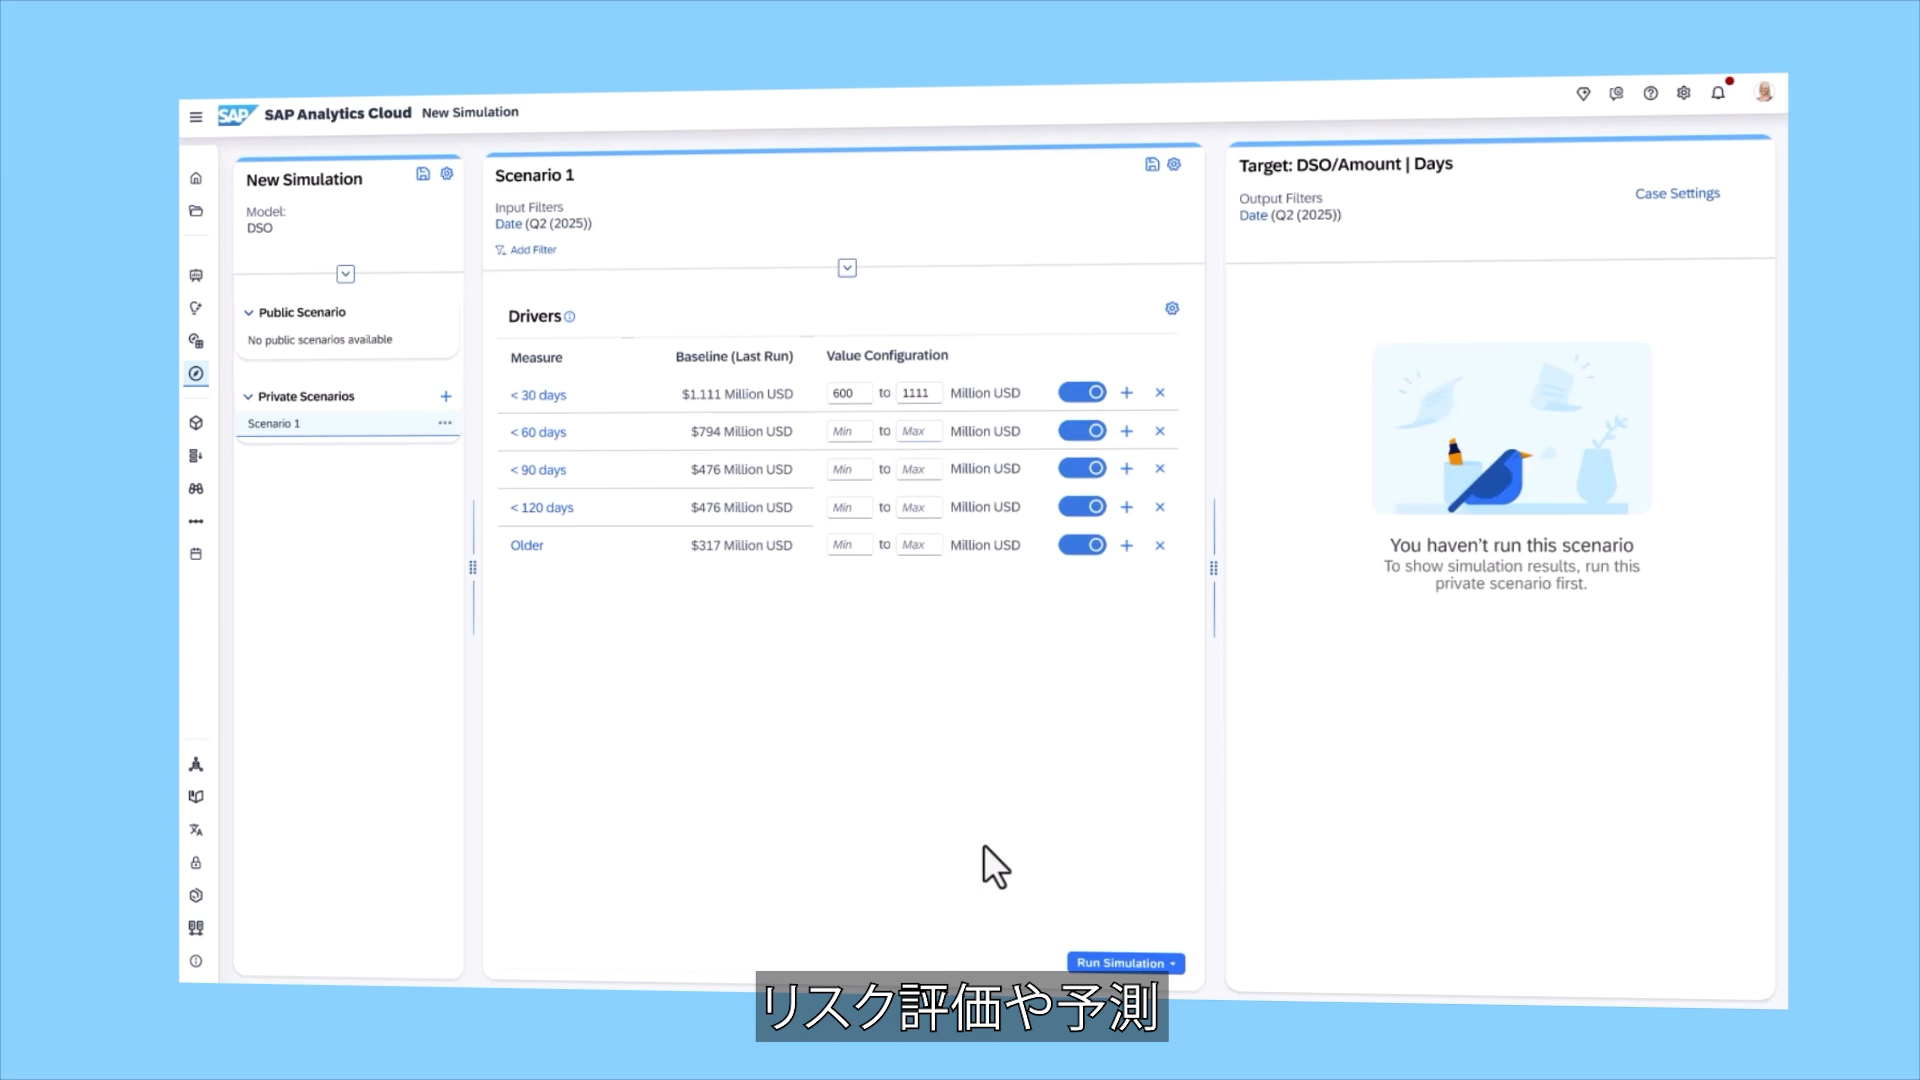 SAP SAP Analytics Cloud New Simulation
New Simulation
Model:
DSO
Public Scenario
No public scenarios available
Private Scenarios
Scenario 1
Scenario 1
Input Filters
Date (Q2 (2025))
Add Filter
Drivers
Measure Baseline (Last Run) Value Configuration
< 30 days $1.111 Million USD 600 to 1111 Million USD
< 60 days $794 Million USD Min to Max Million USD
< 90 days $476 Million USD Min to Max Million USD
< 120 days $476 Million USD Min to Max Million USD
Older $317 Million USD Min to Max Million USD
Run Simulation
Target: DSO/Amount | Days
Output Filters
Date (Q2 (2025))
Case Settings
You haven't run this scenario
To show simulation results, run this
private scenario first.
リスク評価や予測